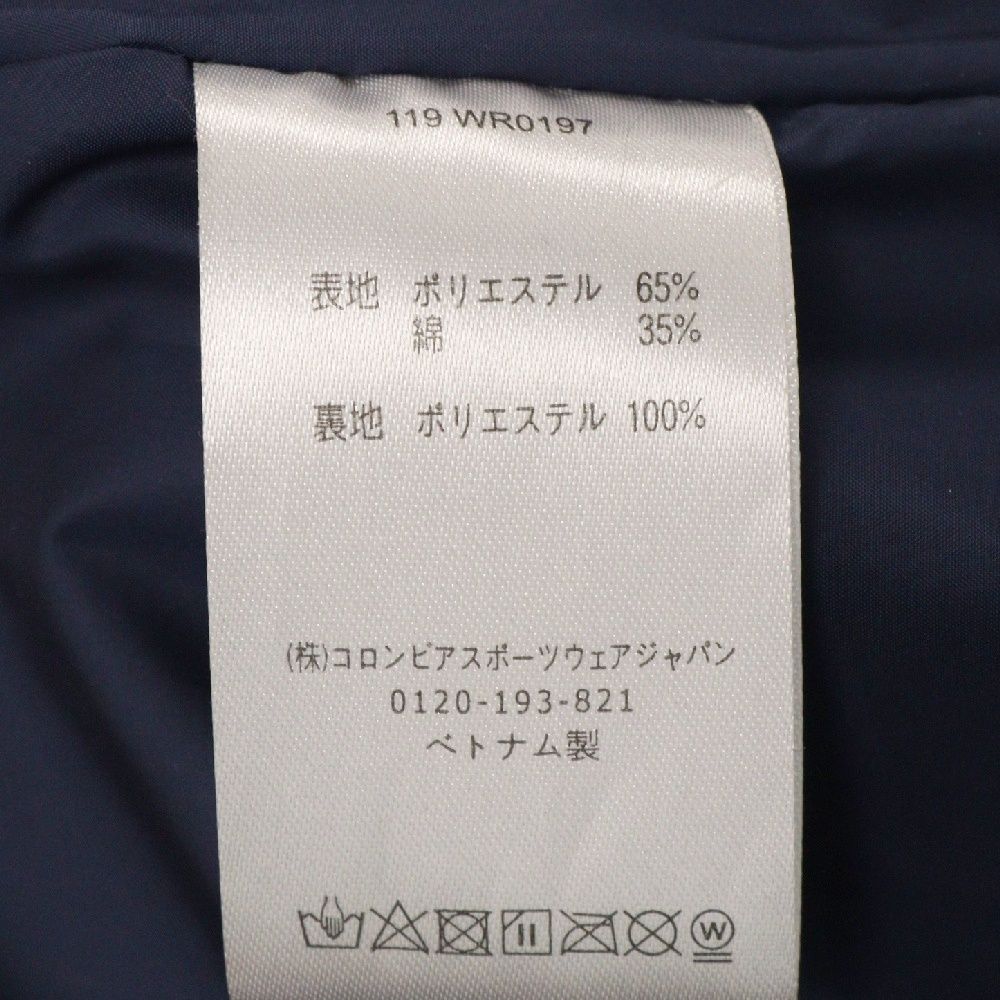 119 WR0197
表地 ポリエステル 65%
綿 35%
裏地 ポリエステル 100%
(株)コロンビアスポーツウェアジャパン
0120-193-821
ベトナム製
W